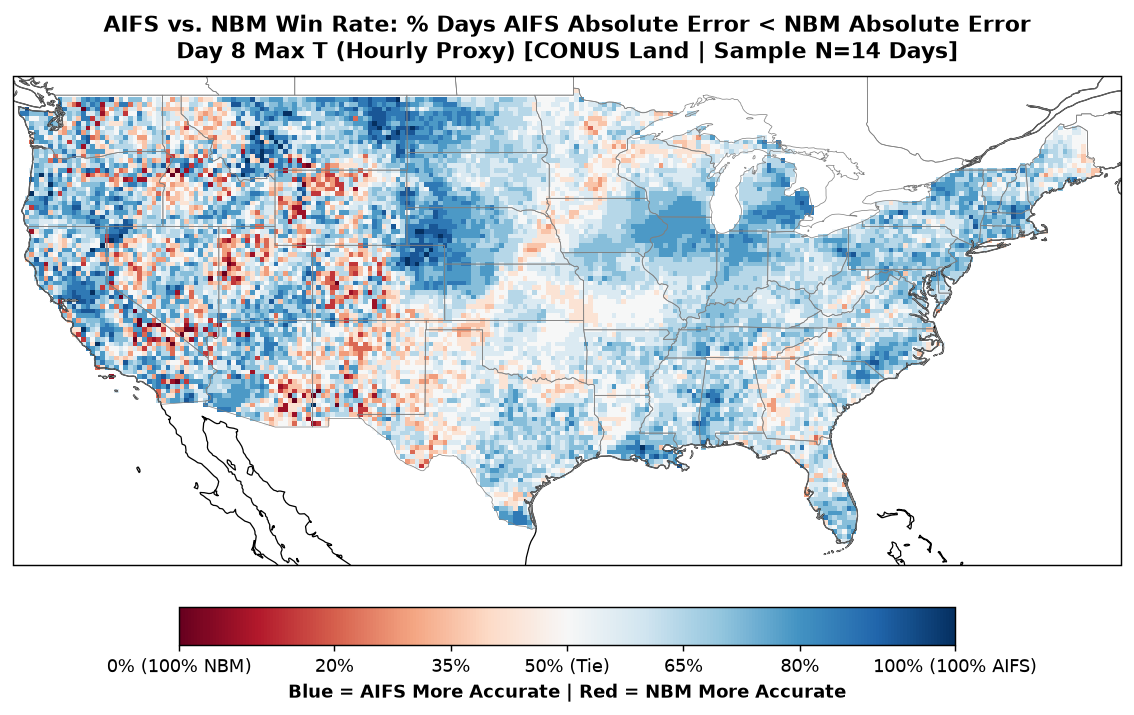 AIFS vs. NBM Win Rate: % Days AIFS Absolute Error < NBM Absolute Error
Day 8 Max T (Hourly Proxy) [CONUS Land | Sample N=14 Days]
0% (100% NBM) 20% 35% 50% (Tie) 65% 80% 100% (100% AIFS)
Blue = AIFS More Accurate | Red = NBM More Accurate